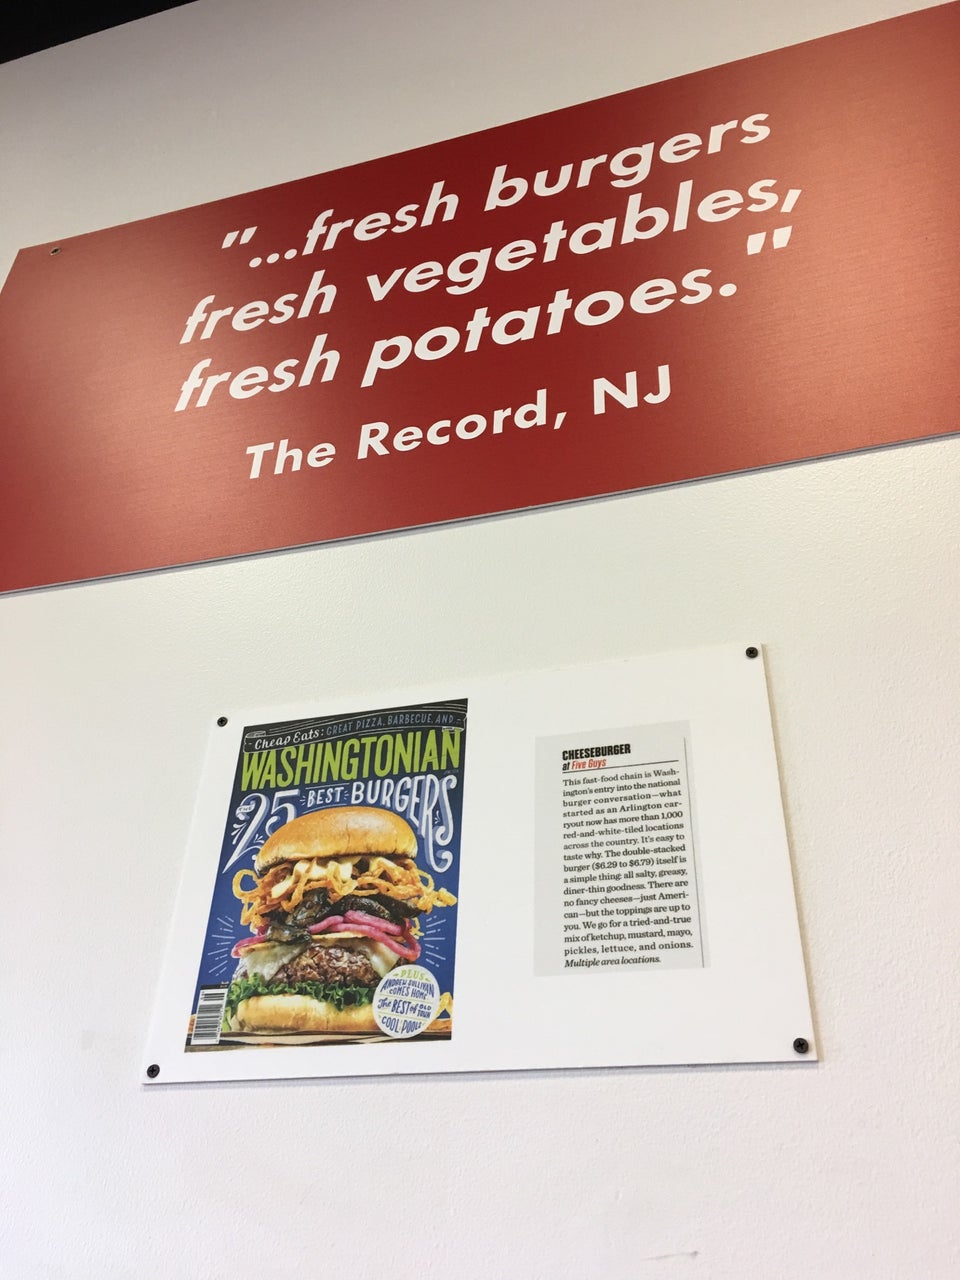 "...fresh burgers
fresh vegetables,
fresh potatoes."
The Record, NJ
Cheap Eats: GREAT PIZZA, BARBECUE, AND
WASHINGTONIAN
THE 25 BEST BURGERS
PLUS
ANDREW SULLIVAN
COMES HOME
The BEST of OLD TOWN
COOL POOLS
CHEESEBURGER
at Five Guys
This fast-food chain is Wash-
ington's entry into the national
burger conversation—what
started as an Arlington car-
ryout now has more than 1,000
red-and-white-tiled locations
across the country. It's easy to
taste why. The double-stacked
burger ($6.29 to $6.79) itself is
a simple thing: all salty, greasy,
diner-thin goodness. There are
no fancy cheeses—just Ameri-
can—but the toppings are up to
you. We go for a tried-and-true
mix of ketchup, mustard, mayo,
pickles, lettuce, and onions.
Multiple area locations.